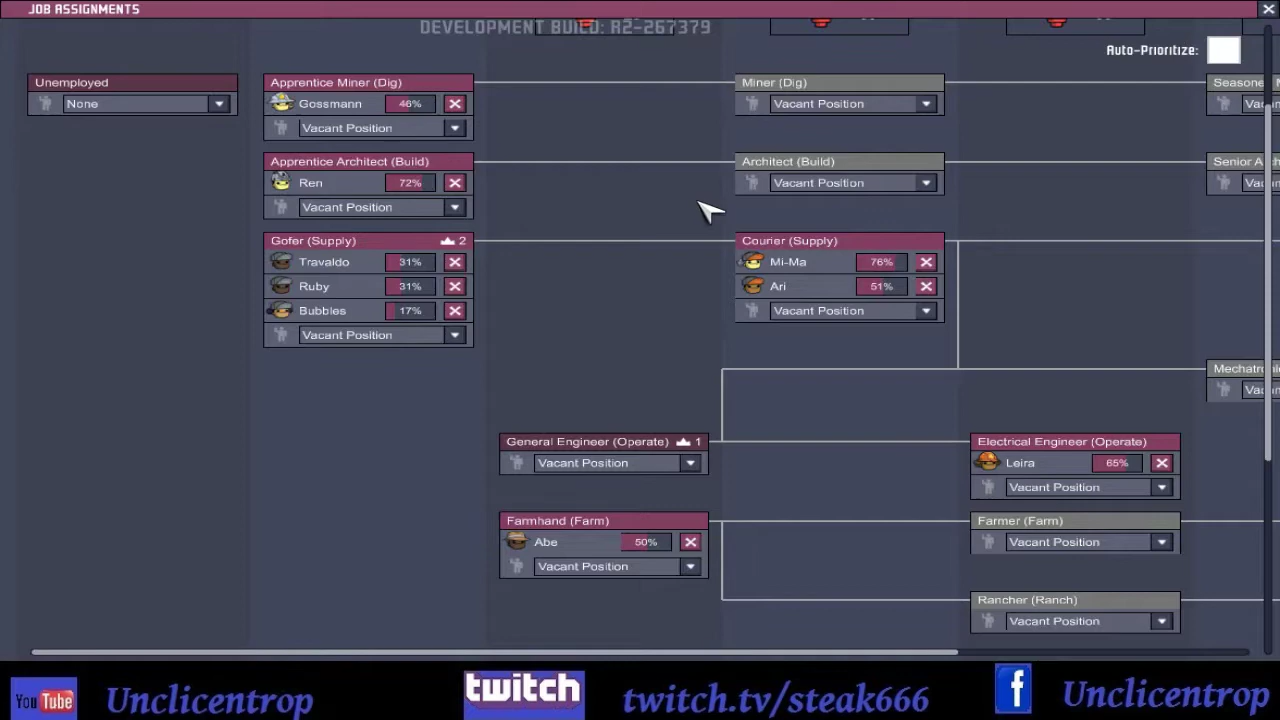 JOB ASSIGNMENTS
DEVELOPMENT BUILD: R2-267379
Auto-Prioritize:
Unemployed
None
Apprentice Miner (Dig)
Gossmann 46%
Vacant Position
Miner (Dig)
Vacant Position
Apprentice Architect (Build)
Ren 72%
Vacant Position
Architect (Build)
Vacant Position
Gofer (Supply) 2
Travaldo 31%
Ruby 31%
Bubbles 17%
Vacant Position
Courier (Supply)
Mi-Ma 76%
Ari 51%
Vacant Position
General Engineer (Operate) 1
Vacant Position
Electrical Engineer (Operate)
Leira 65%
Vacant Position
Farmhand (Farm)
Abe 50%
Vacant Position
Farmer (Farm)
Vacant Position
Rancher (Ranch)
Vacant Position
YouTube
Unclicentrop
twitch
twitch.tv/steak666
f
Unclicentrop